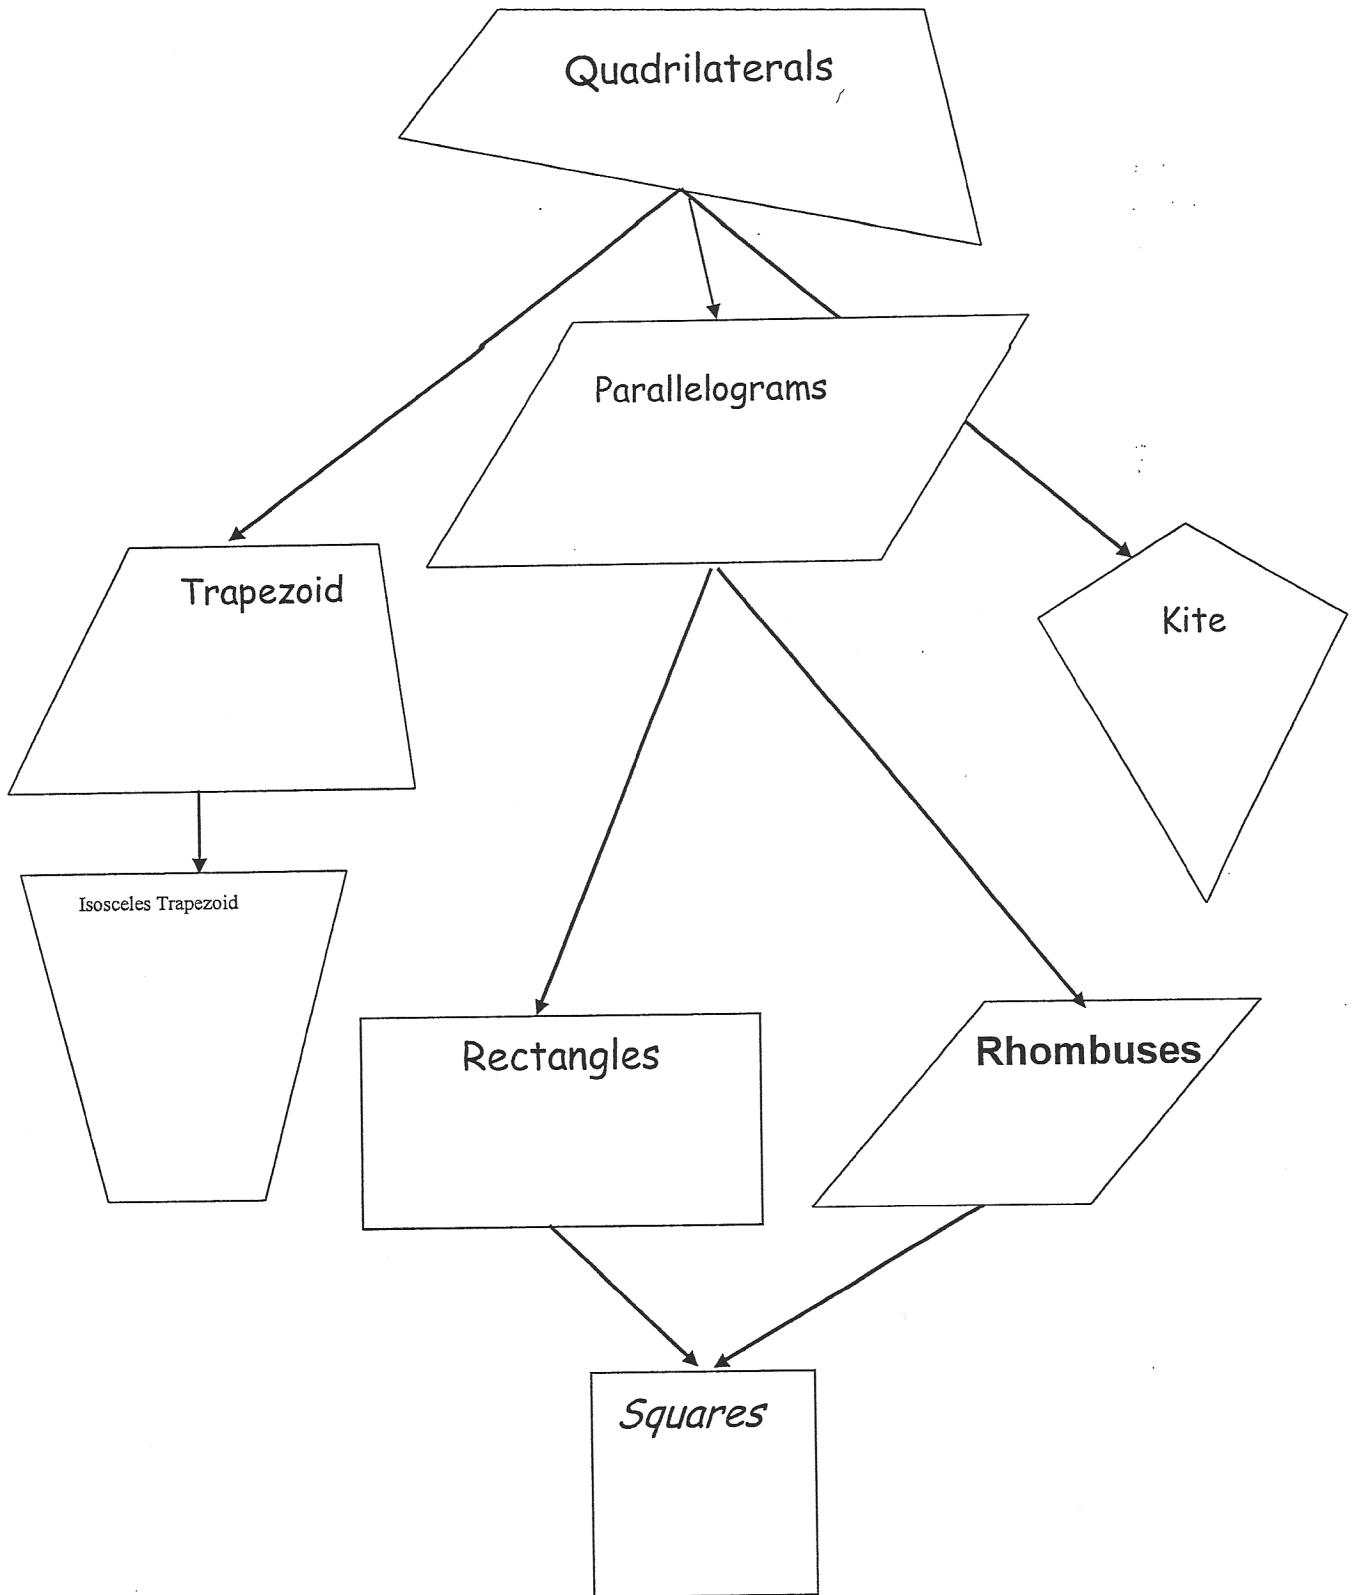 Quadrilaterals
Parallelograms
Trapezoid
Kite
Isosceles Trapezoid
Rectangles
Rhombuses
Squares